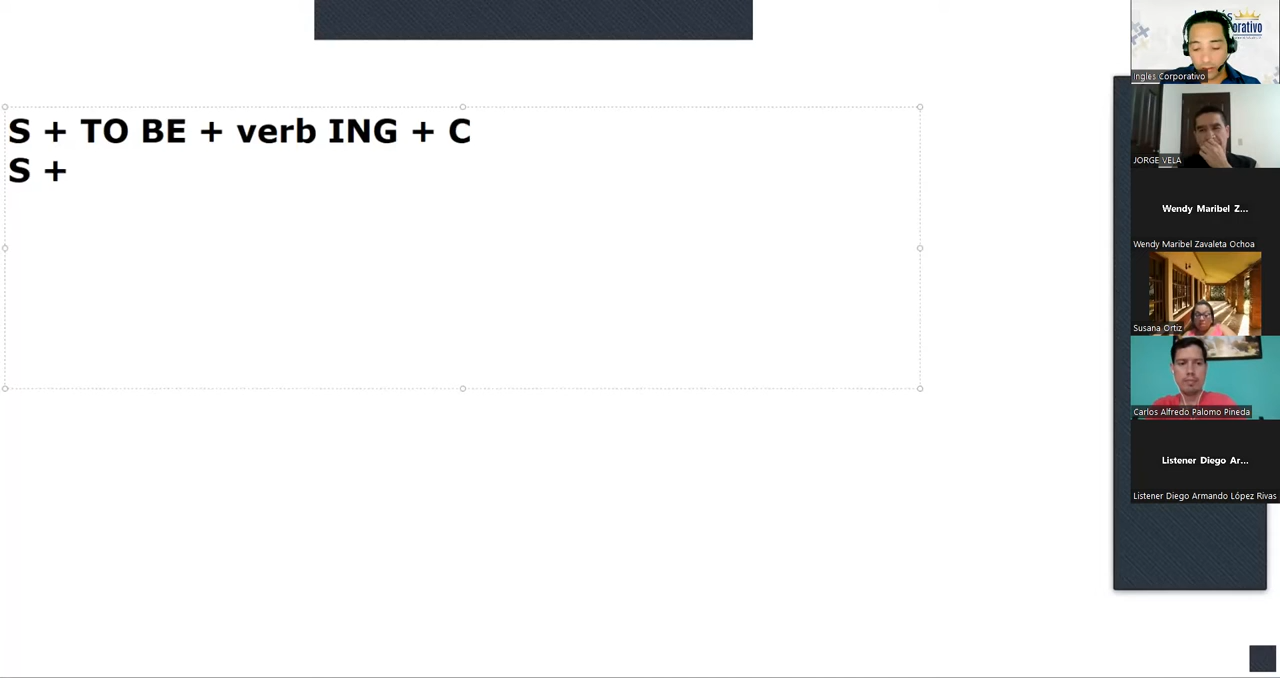 S + TO BE + verb ING + C
S +
Ingles Corporativo
JORGE VELA
Wendy Maribel Z...
Wendy Maribel Zavaleta Ochoa
Susana Ortiz
Carlos Alfredo Palomo Pineda
Listener Diego Ar...
Listener Diego Armando López Rivas